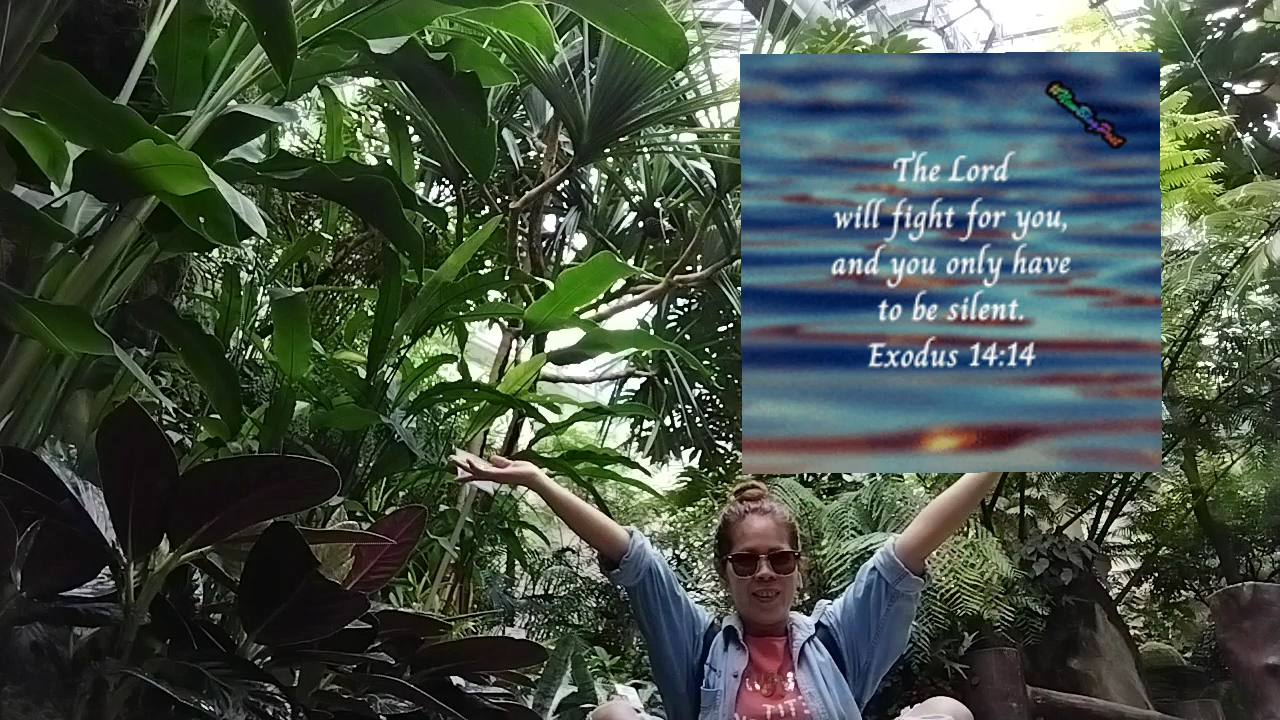 The Lord
will fight for you,
and you only have
to be silent.
Exodus 14:14